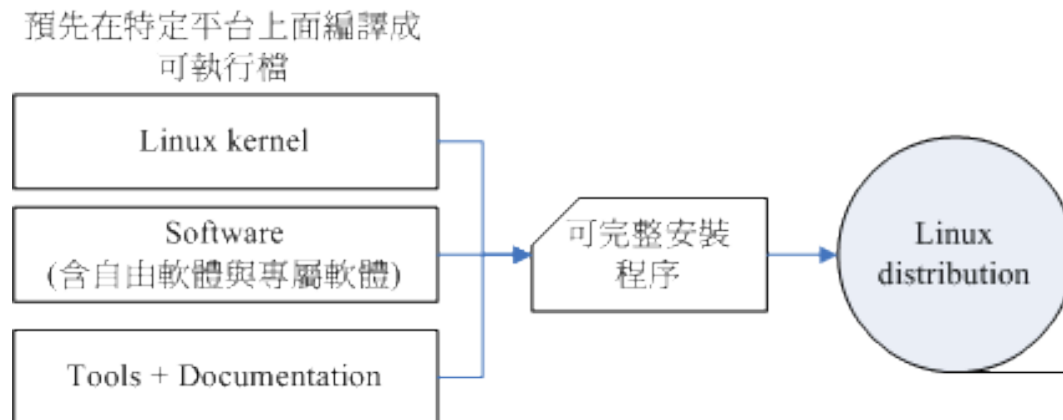 預先在特定平台上面編譯成
可執行檔
Linux kernel
Software
(含自由軟體與專屬軟體)
Tools + Documentation
可完整安裝
程序
Linux
distribution